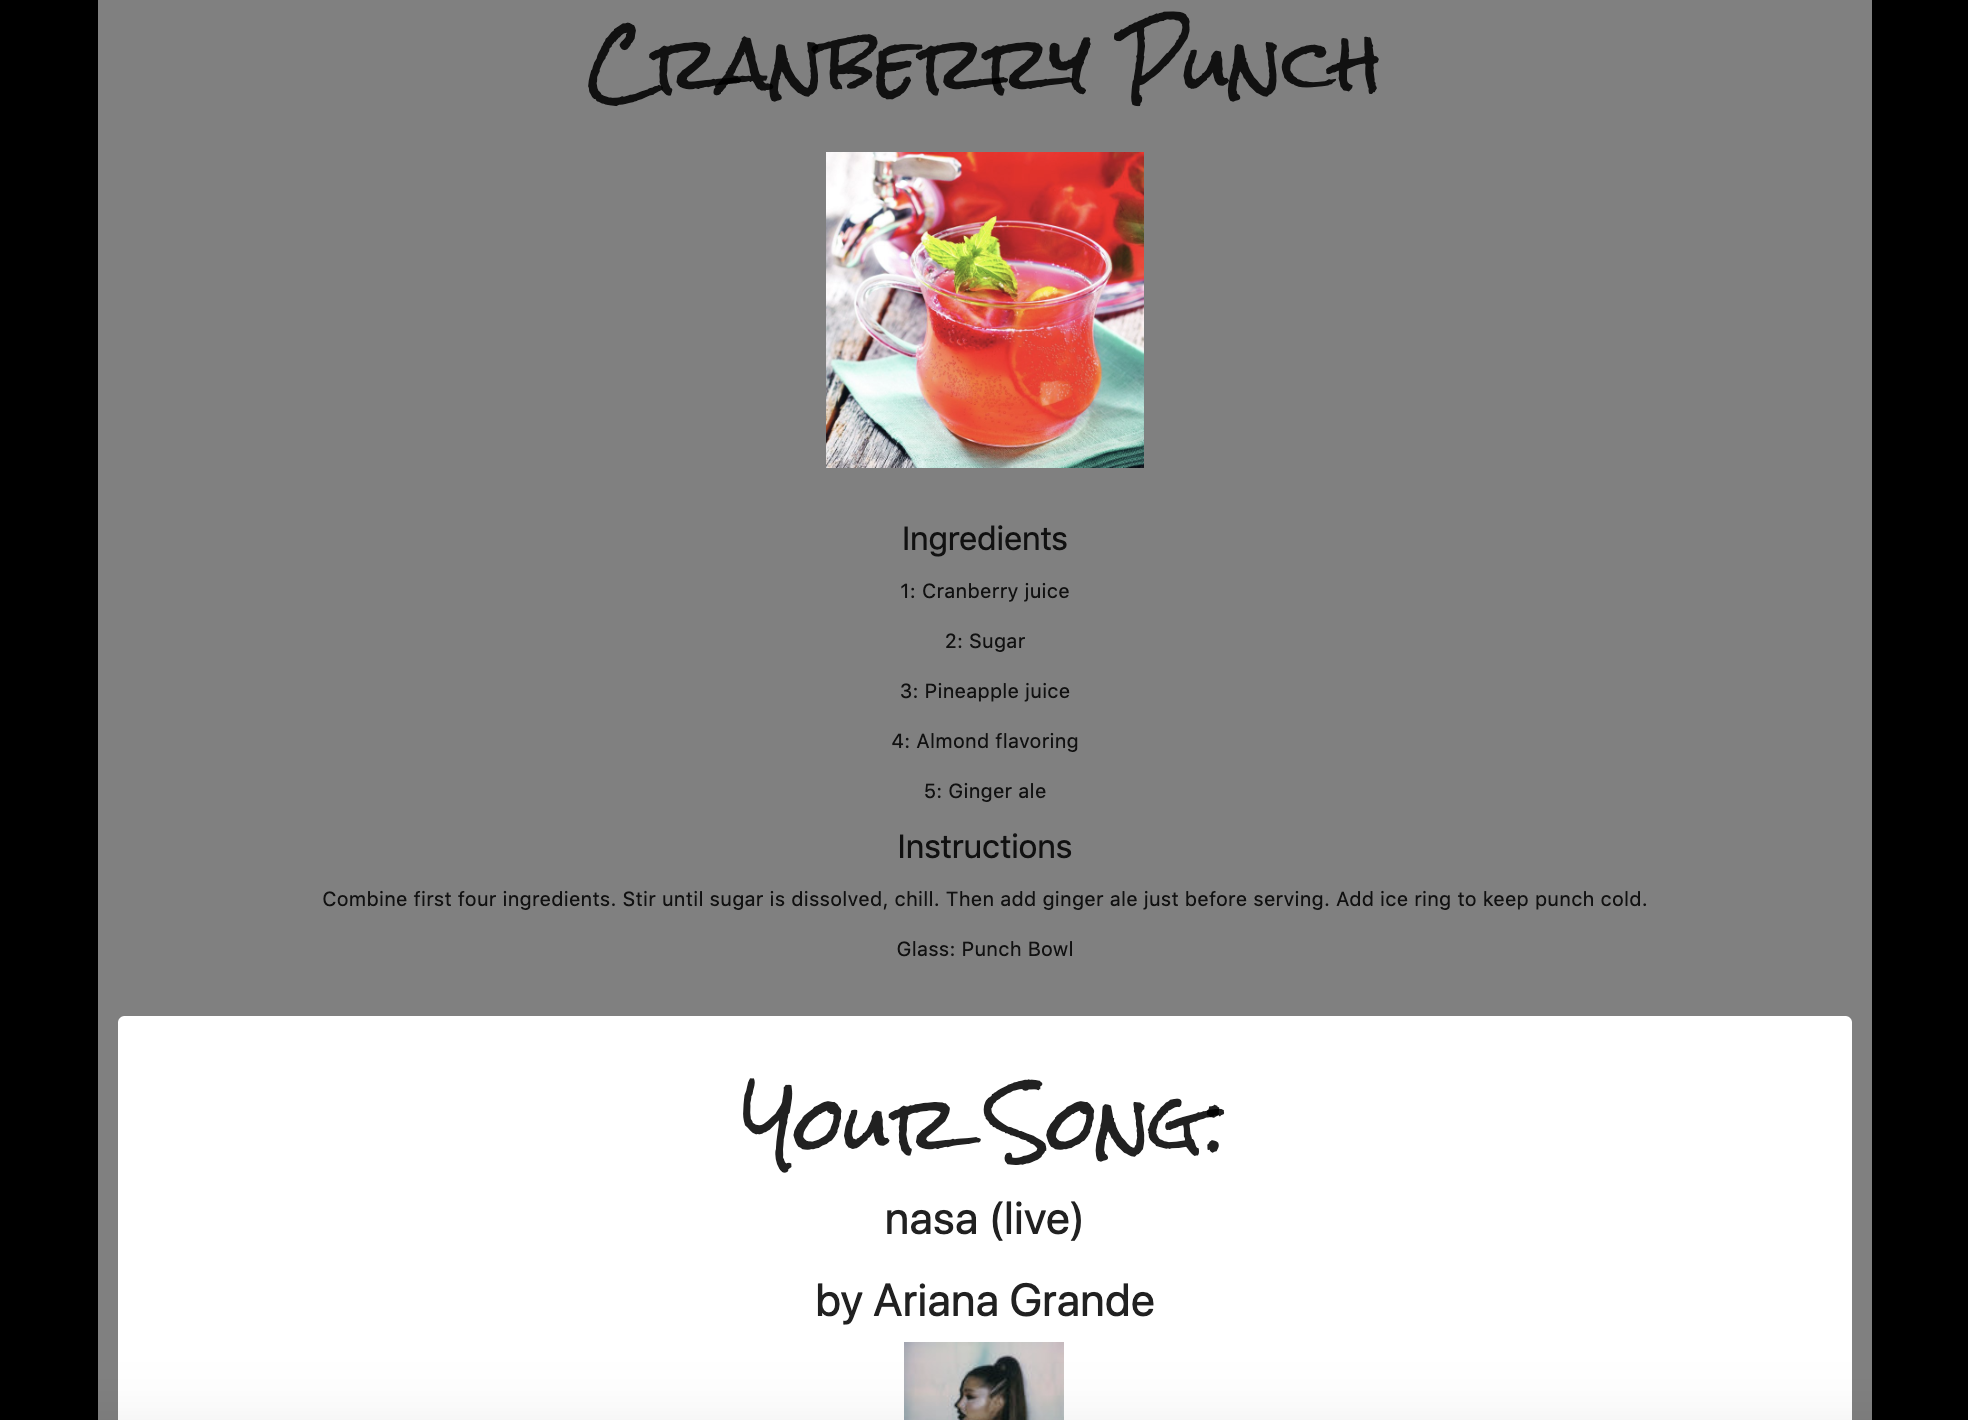 Cranberry Punch
Ingredients
1: Cranberry juice
2: Sugar
3: Pineapple juice
4: Almond flavoring
5: Ginger ale
Instructions
Combine first four ingredients. Stir until sugar is dissolved, chill. Then add ginger ale just before serving. Add ice ring to keep punch cold.
Glass: Punch Bowl
Your Song:
nasa (live)
by Ariana Grande